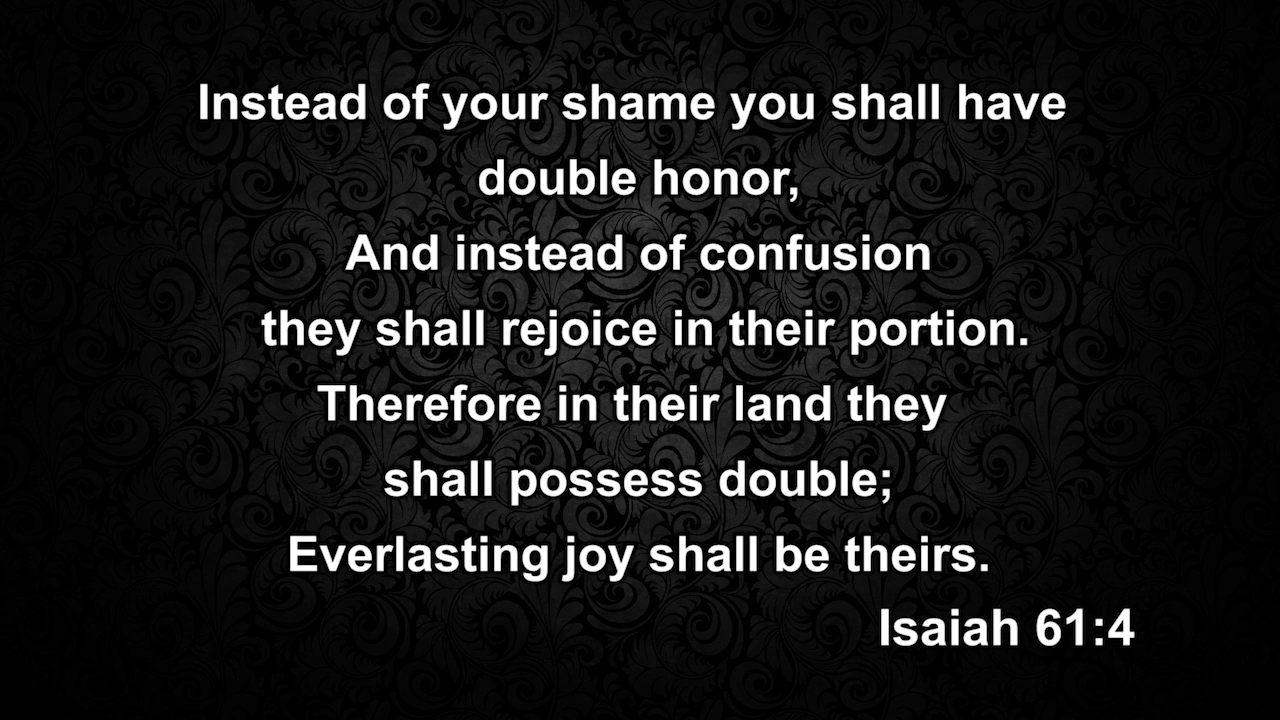 Instead of your shame you shall have
double honor,
And instead of confusion
they shall rejoice in their portion.
Therefore in their land they
shall possess double;
Everlasting joy shall be theirs.
Isaiah 61:4